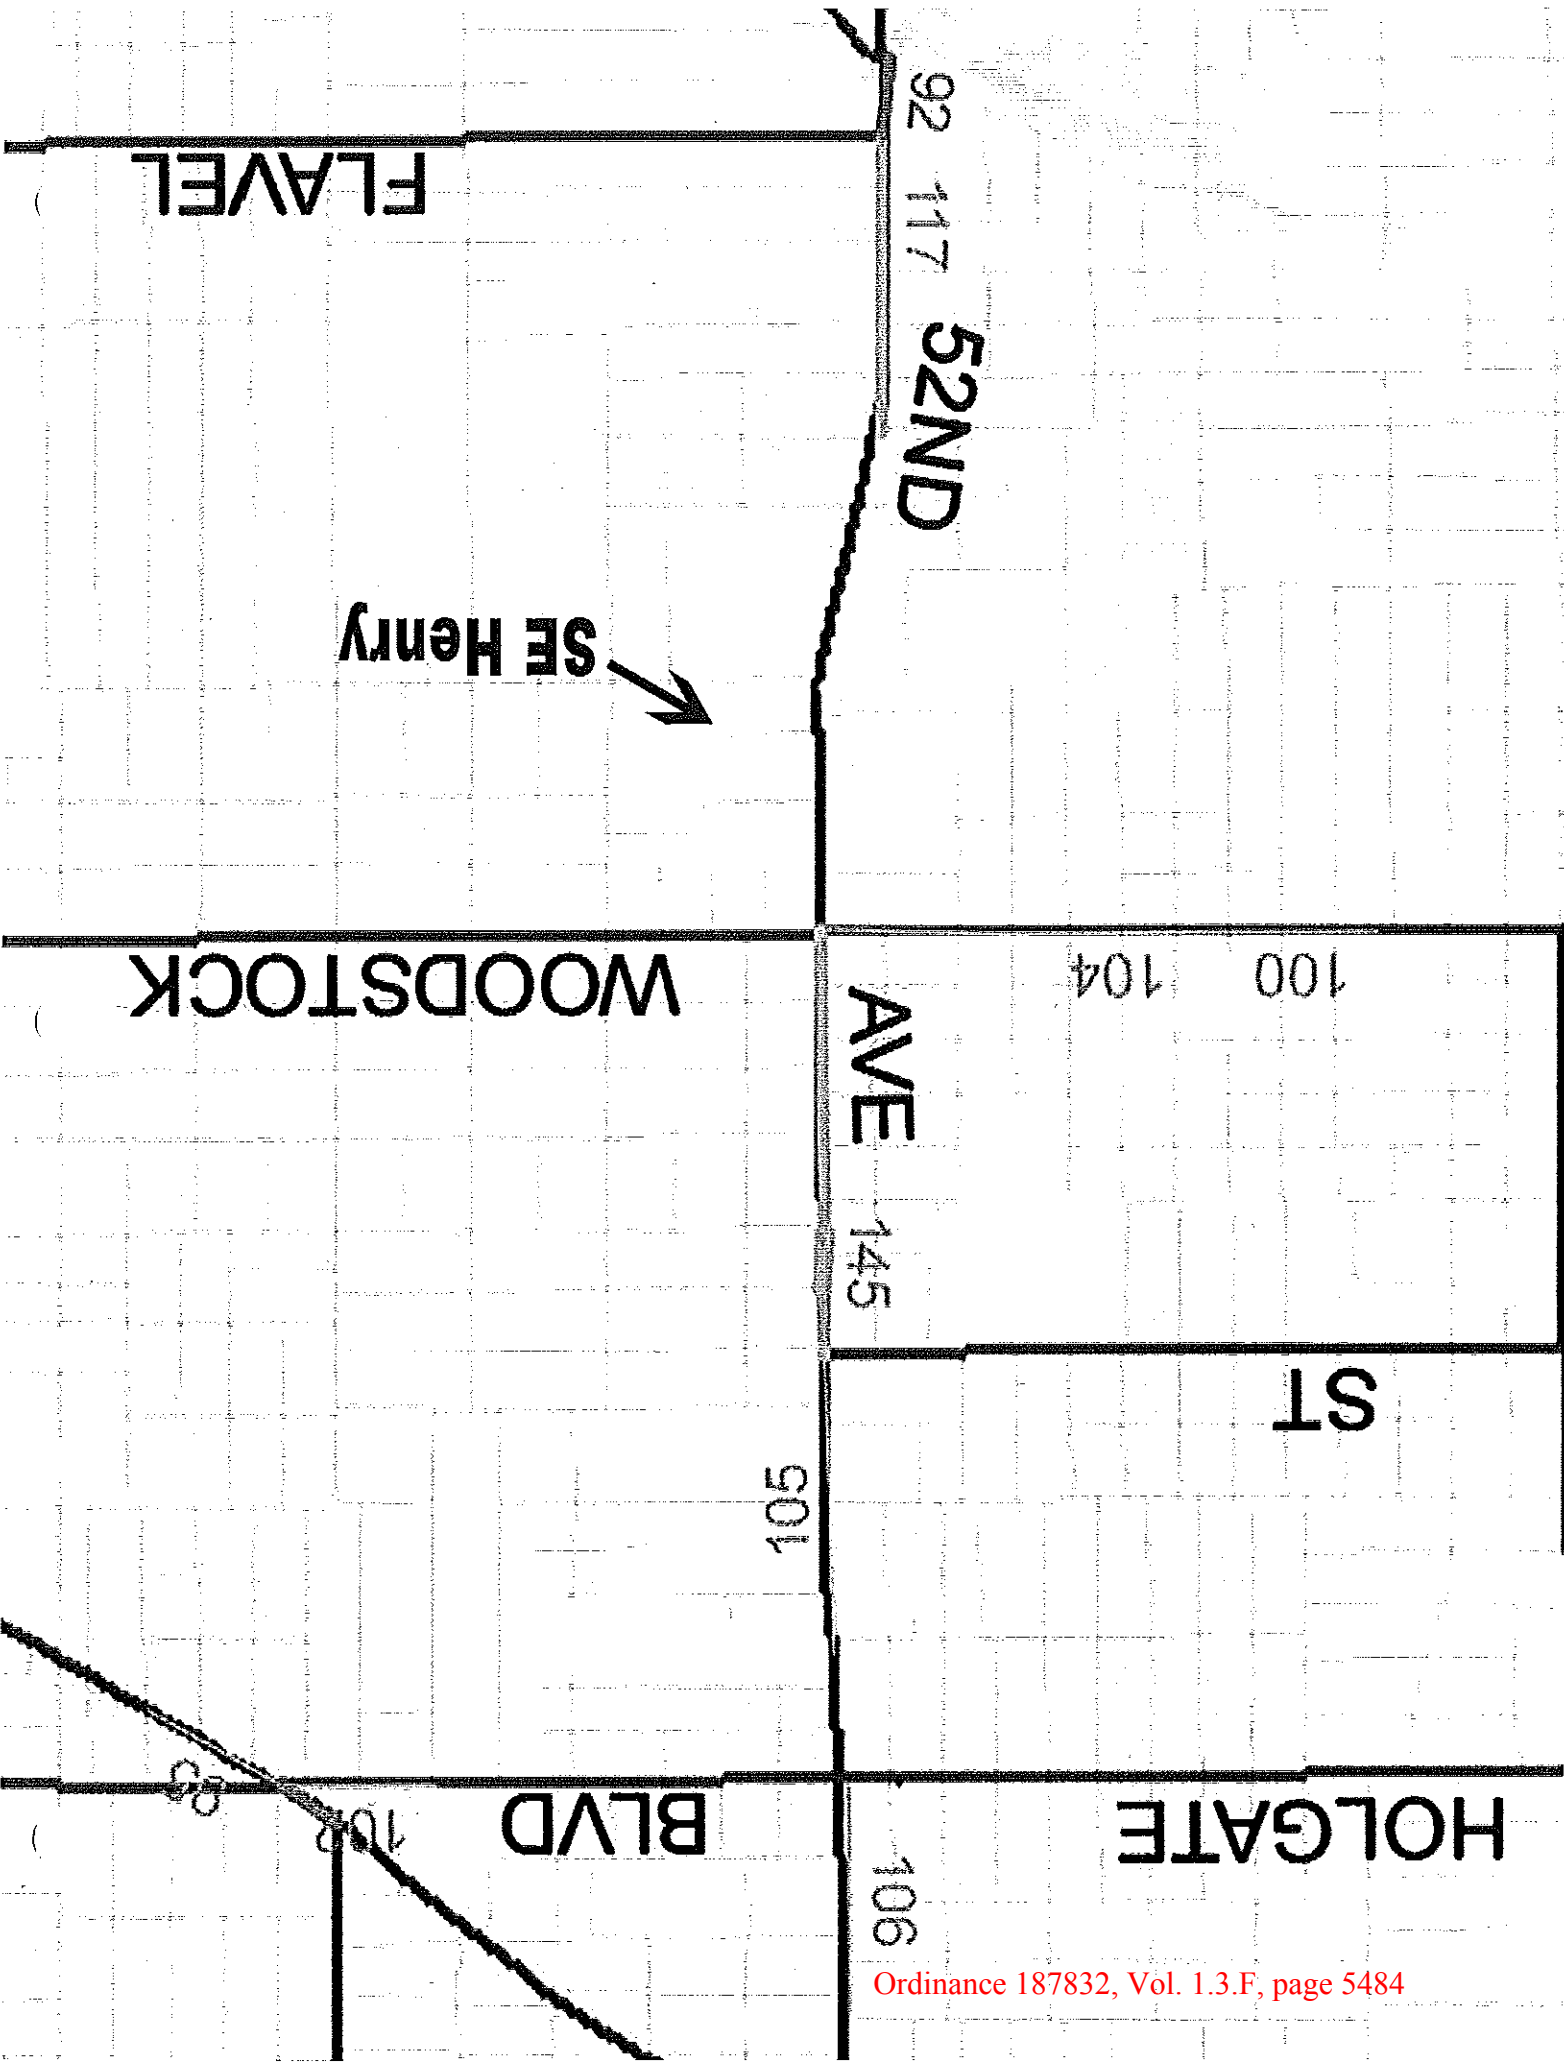 92
117
FLAVEL
52ND
SE Henry
WOODSTOCK
AVE
104
100
145
ST
105
BLVD
HOLGATE
106
Ordinance 187832, Vol. 1.3.F, page 5484